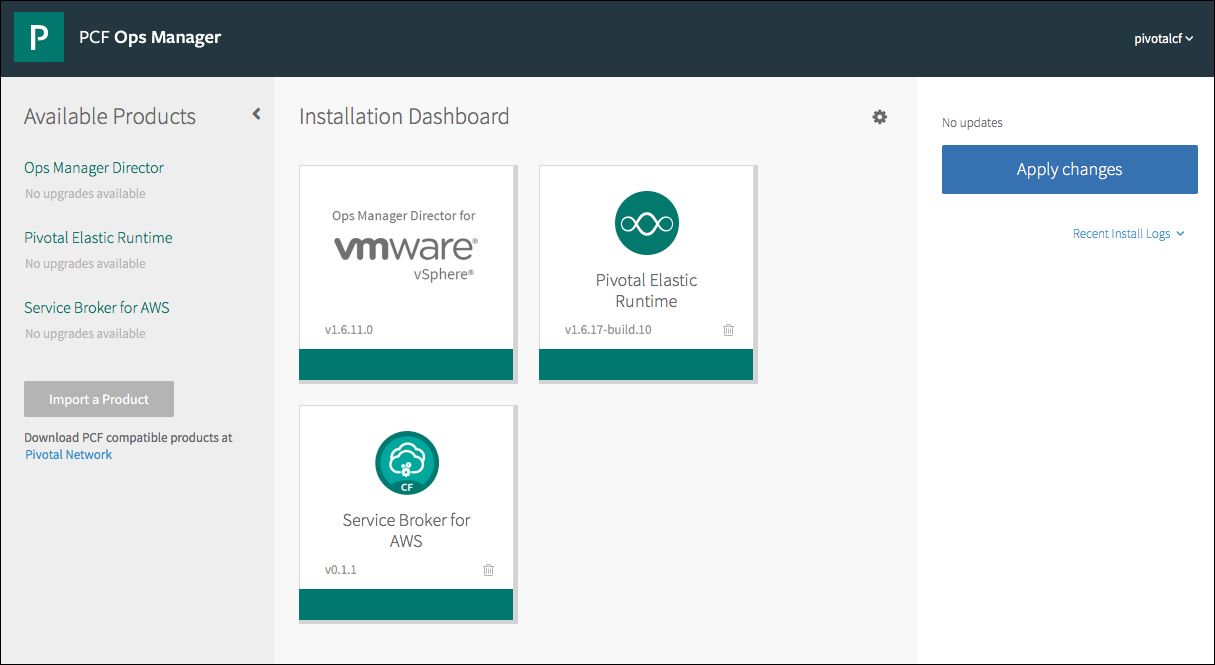 P
PCF Ops Manager
pivotalcf
Available Products
Ops Manager Director
No upgrades available
Pivotal Elastic Runtime
No upgrades available
Service Broker for AWS
No upgrades available
Import a Product
Download PCF compatible products at
Pivotal Network
Installation Dashboard
Ops Manager Director for
vmware®
vSphere®
v1.6.11.0
Pivotal Elastic
Runtime
v1.6.17-build.10
CF
Service Broker for
AWS
v0.1.1
No updates
Apply changes
Recent Install Logs